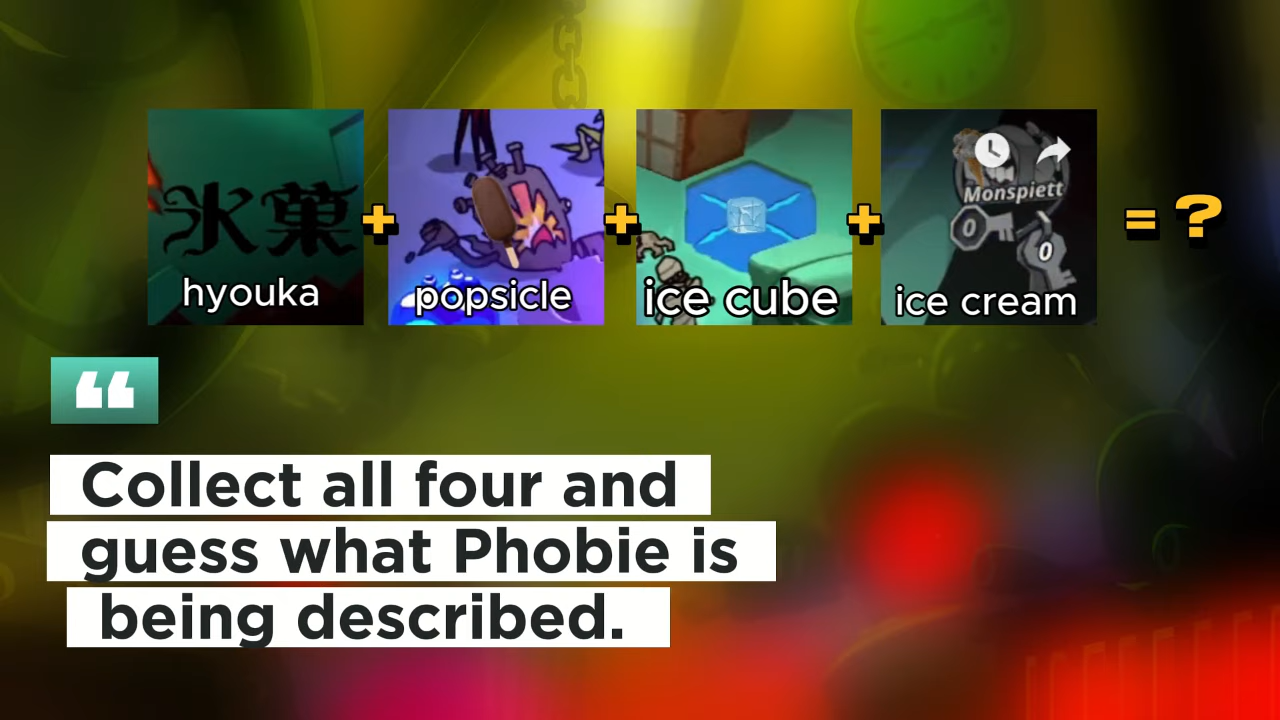 氷菓
Monspiett
0
0
hyouka
popsicle
ice cube
ice cream
+ + + = ?
“
Collect all four and
guess what Phobie is
being described.